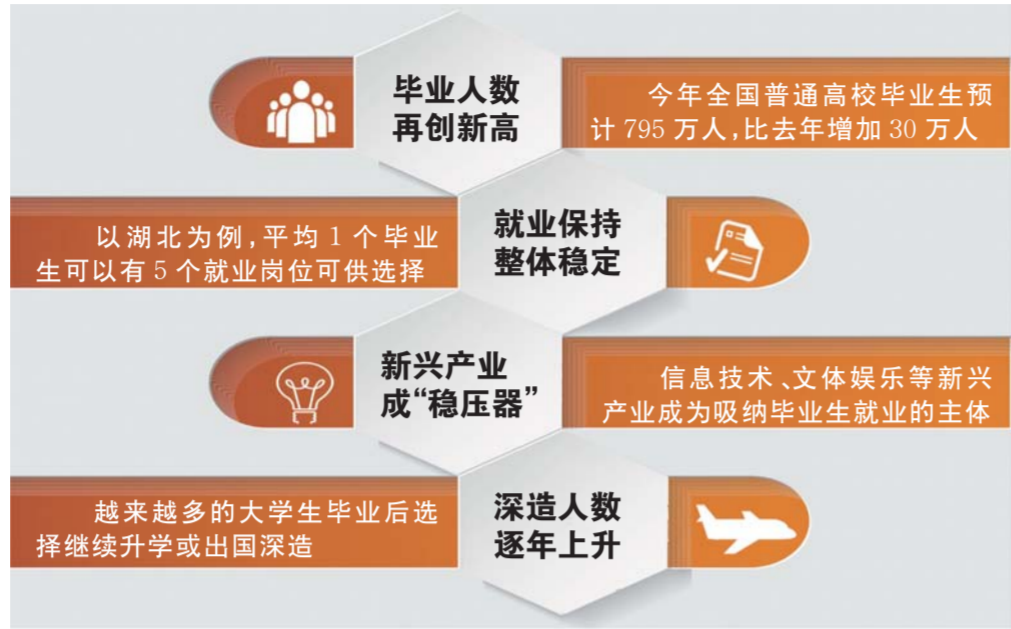 毕业人数
再创新高
今年全国普通高校毕业生预
计 795 万人,比去年增加 30 万人
就业保持
整体稳定
以湖北为例,平均 1 个毕业
生可以有 5 个就业岗位可供选择
新兴产业
成“稳压器”
信息技术、文体娱乐等新兴
产业成为吸纳毕业生就业的主体
深造人数
逐年上升
越来越多的大学生毕业后选
择继续升学或出国深造